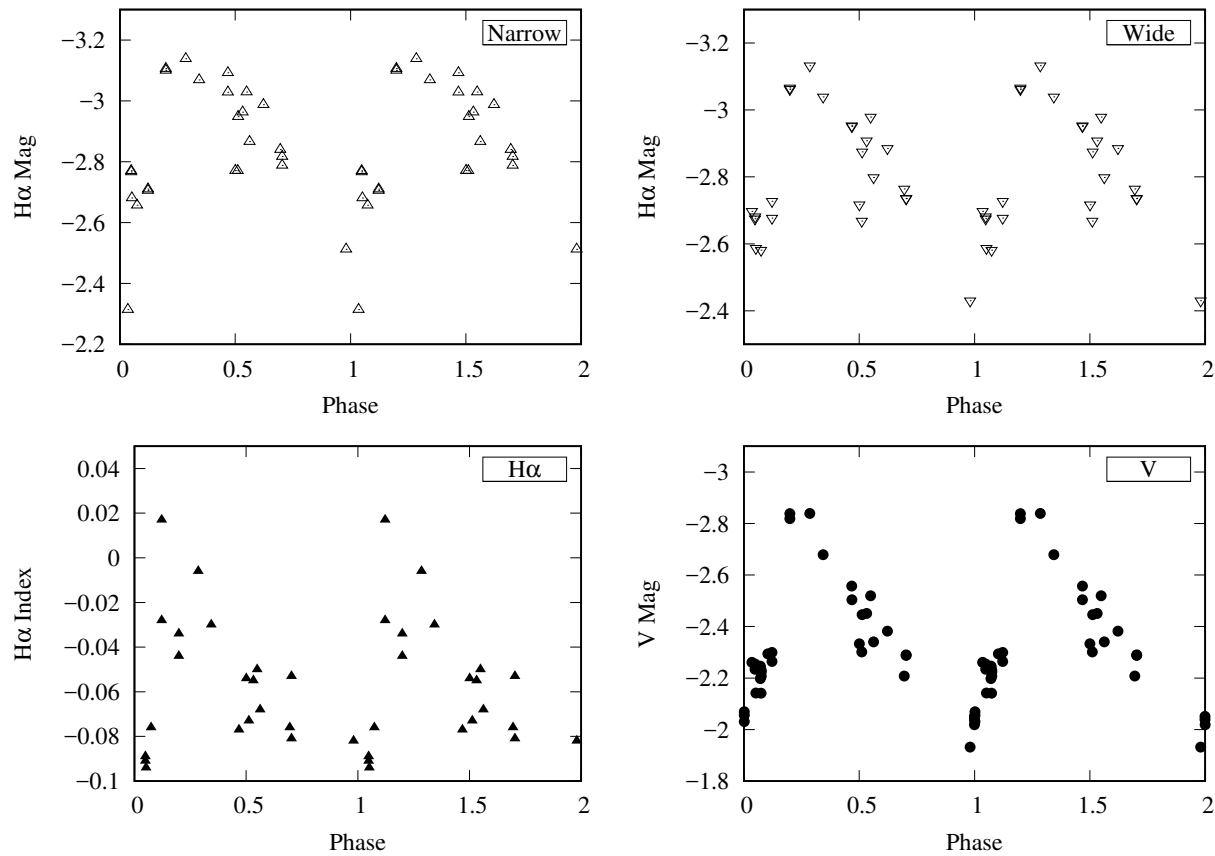 Narrow
−3.2
−3
−2.8
−2.6
−2.4
−2.2
Hα Mag
0 0.5 1 1.5 2
Phase
Wide
−3.2
−3
−2.8
−2.6
−2.4
Hα Mag
0 0.5 1 1.5 2
Phase
Hα
0.04
0.02
0
−0.02
−0.04
−0.06
−0.08
−0.1
Hα Index
0 0.5 1 1.5 2
Phase
V
−3
−2.8
−2.6
−2.4
−2.2
−2
−1.8
V Mag
0 0.5 1 1.5 2
Phase